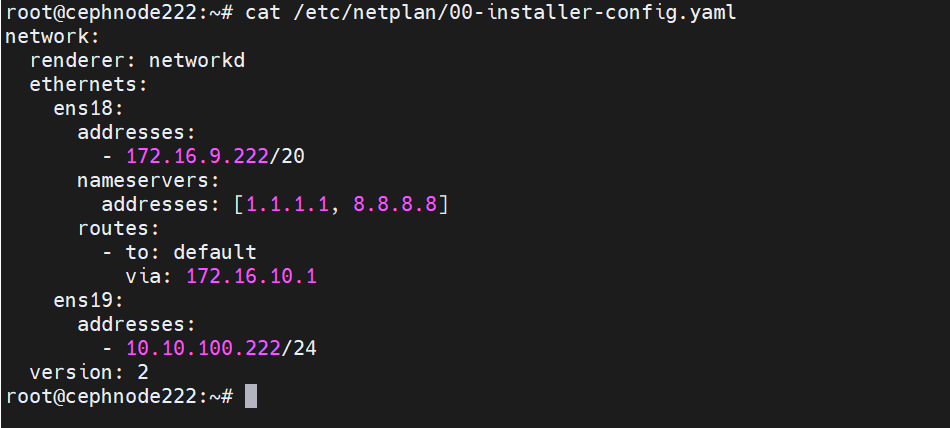 root@cephnode222:~# cat /etc/netplan/00-installer-config.yaml
network:
  renderer: networkd
  ethernets:
    ens18:
      addresses:
        - 172.16.9.222/20
      nameservers:
        addresses: [1.1.1.1, 8.8.8.8]
      routes:
        - to: default
          via: 172.16.10.1
    ens19:
      addresses:
        - 10.10.100.222/24
  version: 2
root@cephnode222:~#